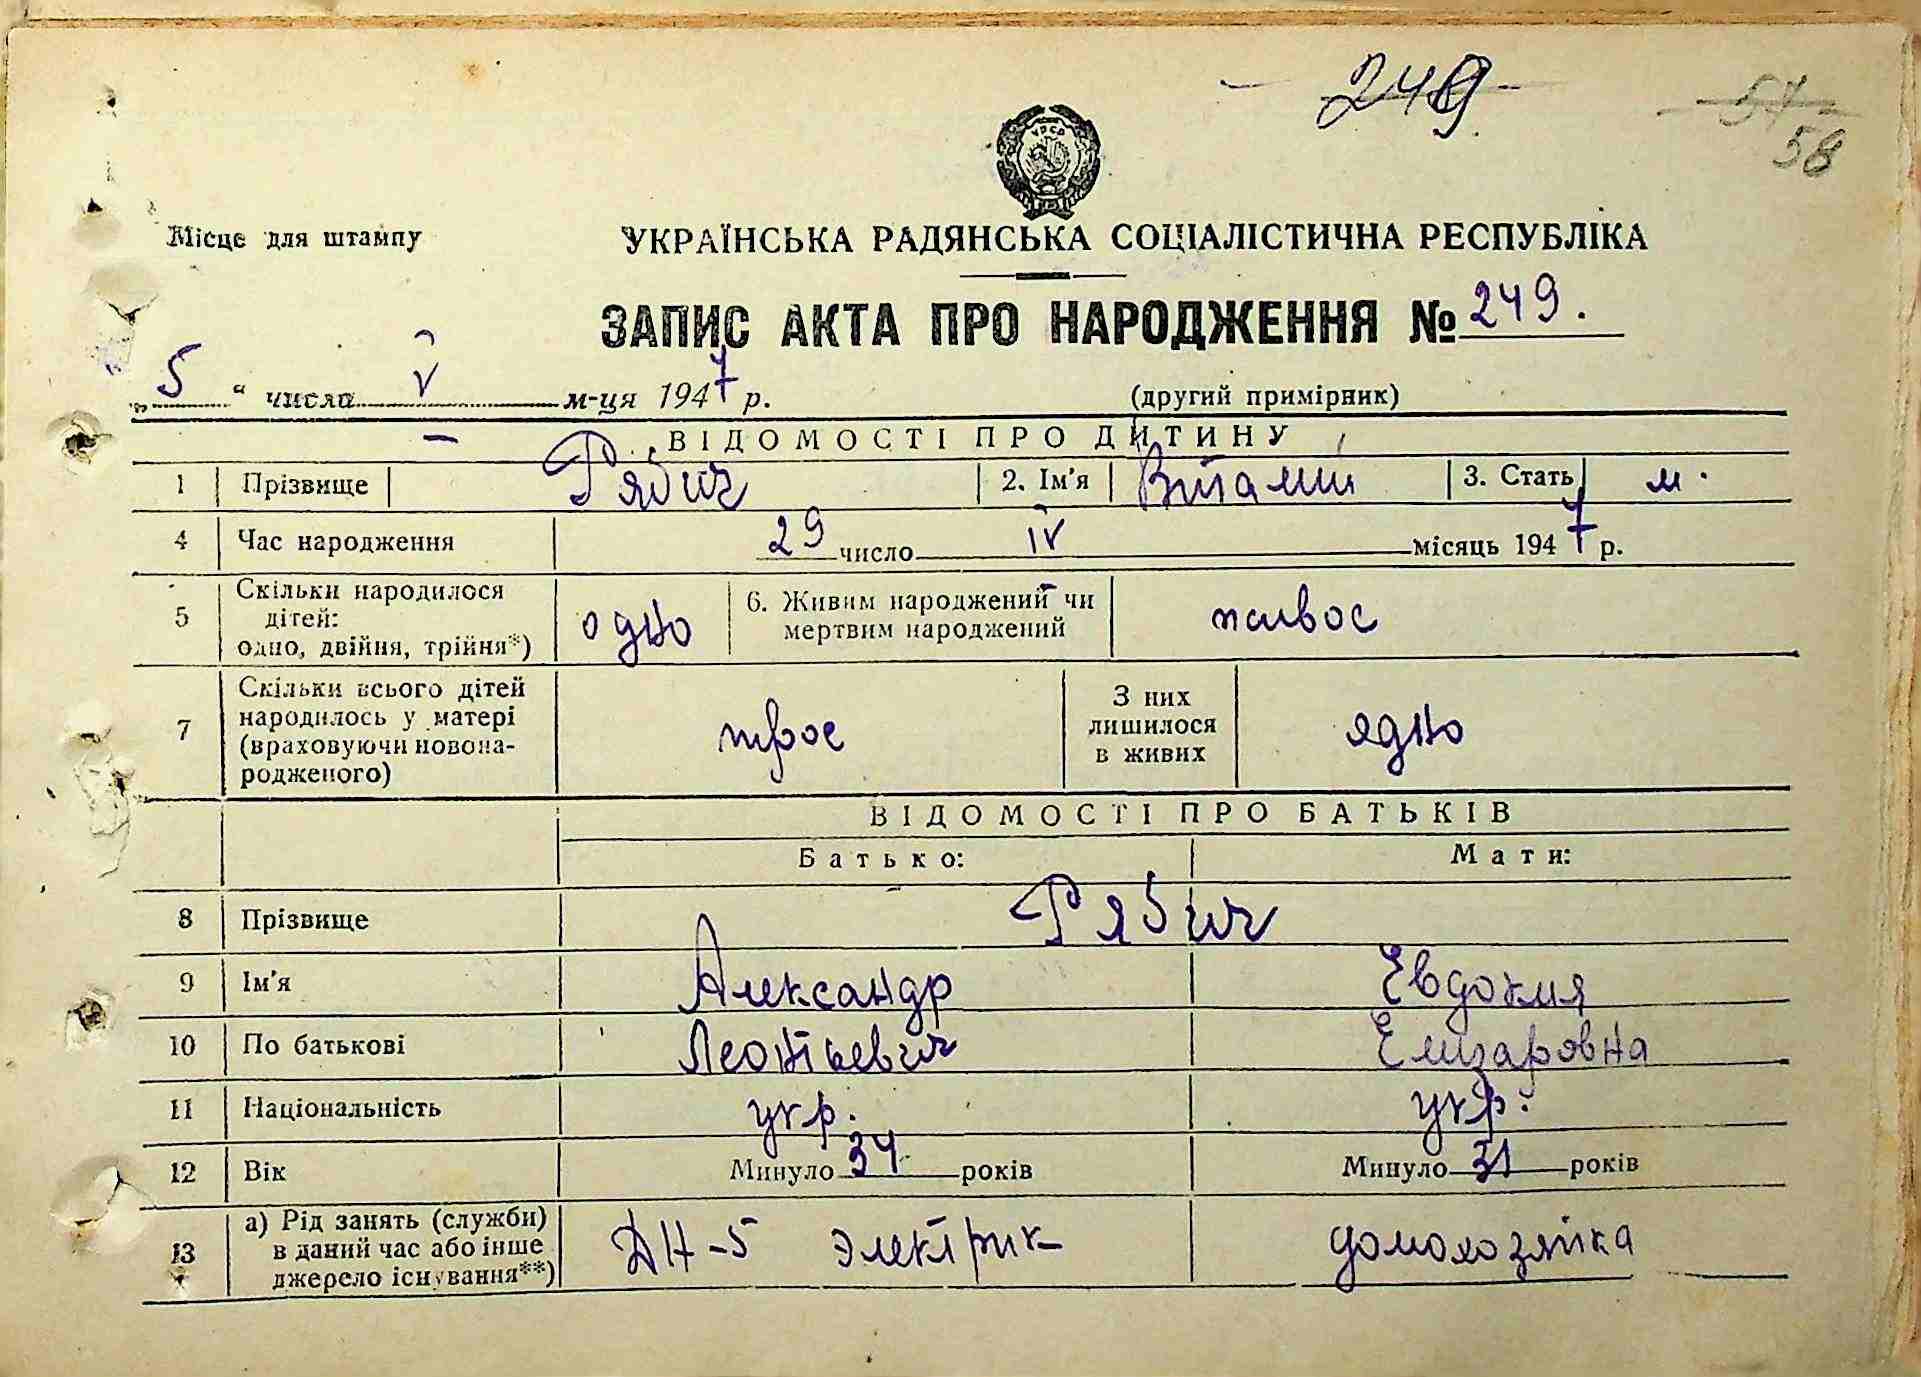 249
57
58
УРСР
Місце для штампу
УКРАЇНСЬКА РАДЯНСЬКА СОЦІАЛІСТИЧНА РЕСПУБЛІКА
ЗАПИС АКТА ПРО НАРОДЖЕННЯ № 249.
„5“ числа V м-ця 1947 р. (другий примірник)
ВІДОМОСТІ ПРО ДИТИНУ
1 Прізвище Рябич 2. Ім'я Виталий 3. Стать м.
4 Час народження 29 число IV місяць 1947 р.
5 Скільки народилося дітей: одно, двійня, трійня*) одно 6. Живим народжений чи мертвим народжений живое
7 Скільки всього дітей народилось у матері (враховуючи новонародженого) трое З них лишилося в живих одно
ВІДОМОСТІ ПРО БАТЬКІВ
Батько: Мати:
8 Прізвище Рябич
9 Ім'я Александр Евдокия
10 По батькові Леонтьевич Елизаровна
11 Національність укр. укр.
12 Вік Минуло 34 років Минуло 31 років
13 а) Рід занять (служби) в даний час або інше джерело існування**) ДН-5 электрик домохозяйка